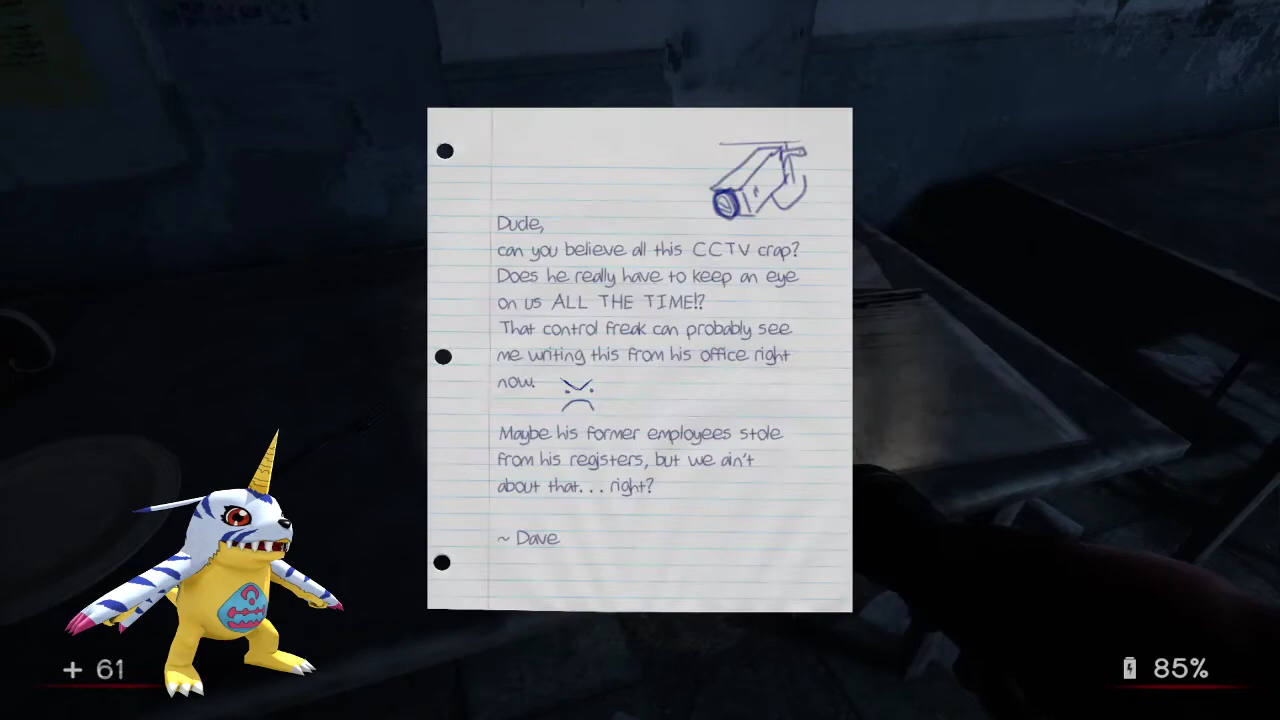 Dude,
can you believe all this CCTV crap?
Does he really have to keep an eye
on us ALL THE TIME!?
That control freak can probably see
me writing this from his office right
now.
Maybe his former employees stole
from his registers, but we ain't
about that... right?
~ Dave
+ 61
85%